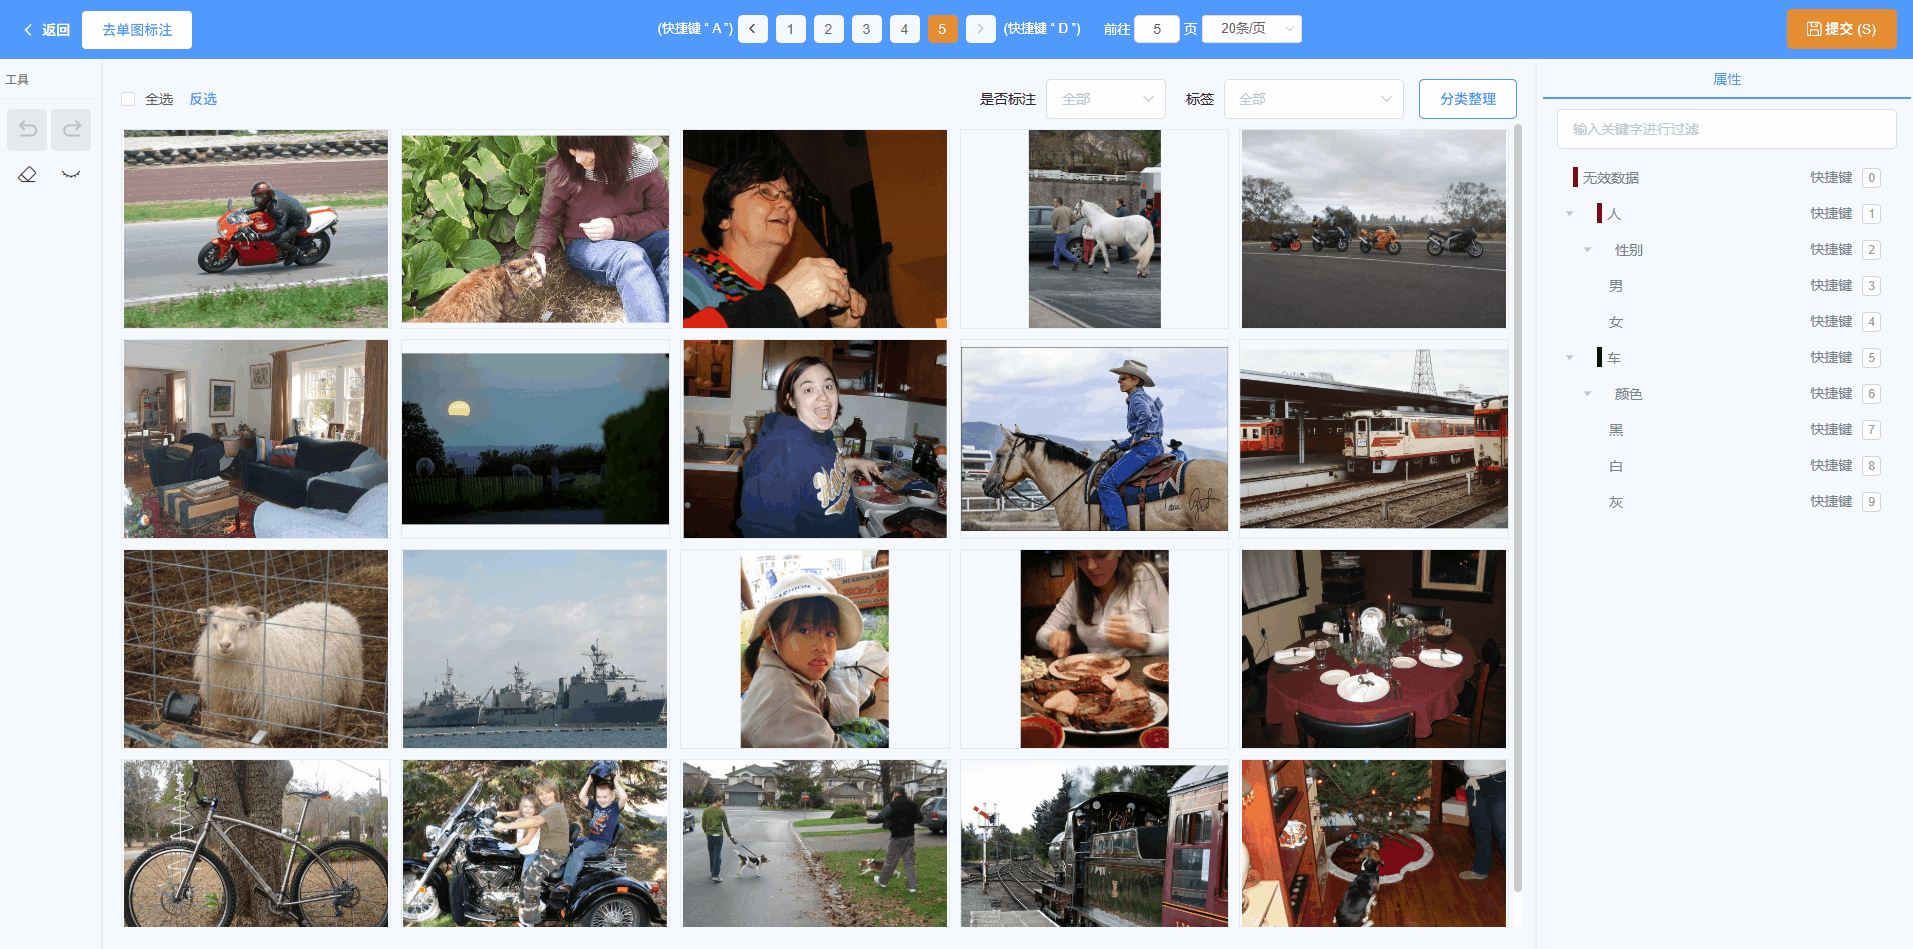 返回
去单图标注
(快捷键 “ A ”)
1
2
3
4
5
(快捷键 “ D ”)
前往 5 页
20条/页
提交 (S)
工具
全选
反选
是否标注 全部
标签 全部
分类整理
属性
输入关键字进行过滤
无效数据 快捷键 0
人 快捷键 1
性别 快捷键 2
男 快捷键 3
女 快捷键 4
车 快捷键 5
颜色 快捷键 6
黑 快捷键 7
白 快捷键 8
灰 快捷键 9